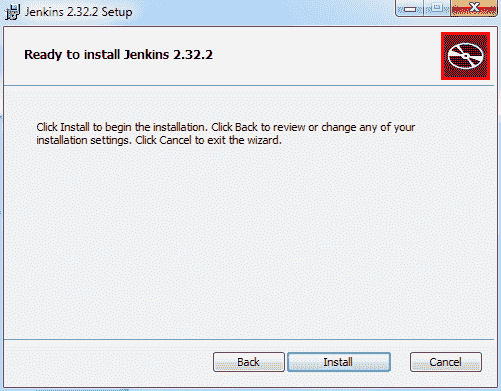 Jenkins 2.32.2 Setup
Ready to install Jenkins 2.32.2
Click Install to begin the installation. Click Back to review or change any of your
installation settings. Click Cancel to exit the wizard.
Back
Install
Cancel